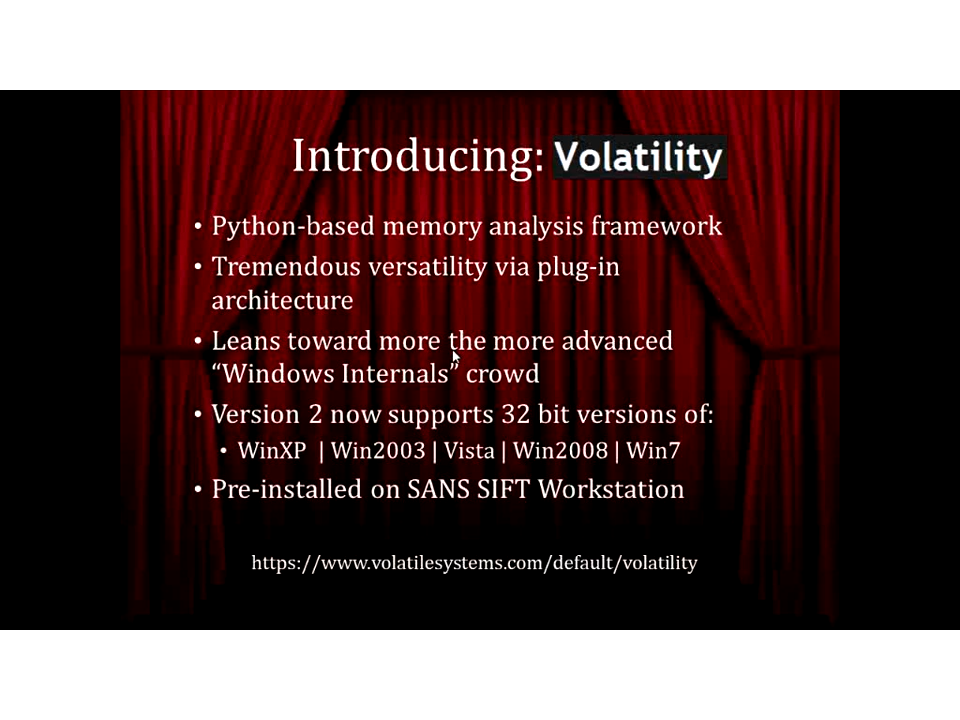 Introducing: Volatility
• Python-based memory analysis framework
• Tremendous versatility via plug-in
architecture
• Leans toward more the more advanced
“Windows Internals” crowd
• Version 2 now supports 32 bit versions of:
• WinXP | Win2003 | Vista | Win2008 | Win7
• Pre-installed on SANS SIFT Workstation
https://www.volatilesystems.com/default/volatility